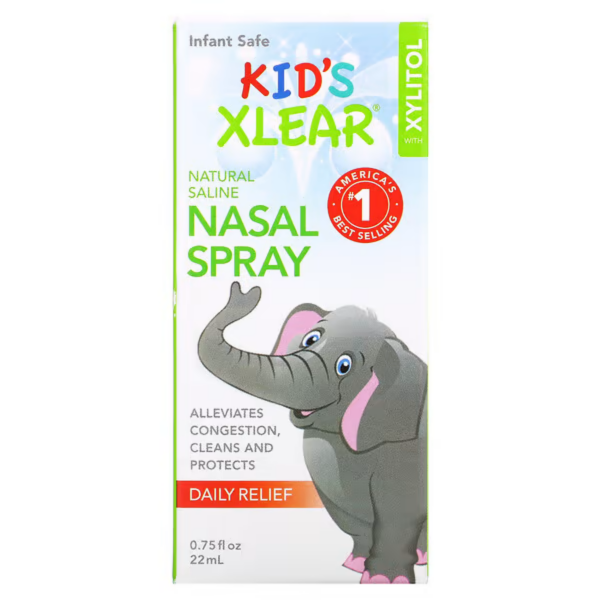 Infant Safe
KID'S
XLEAR®
WITH XYLITOL
NATURAL
SALINE
NASAL
SPRAY
AMERICA'S
#1
BEST SELLING
ALLEVIATES
CONGESTION,
CLEANS AND
PROTECTS
DAILY RELIEF
0.75 fl oz
22mL